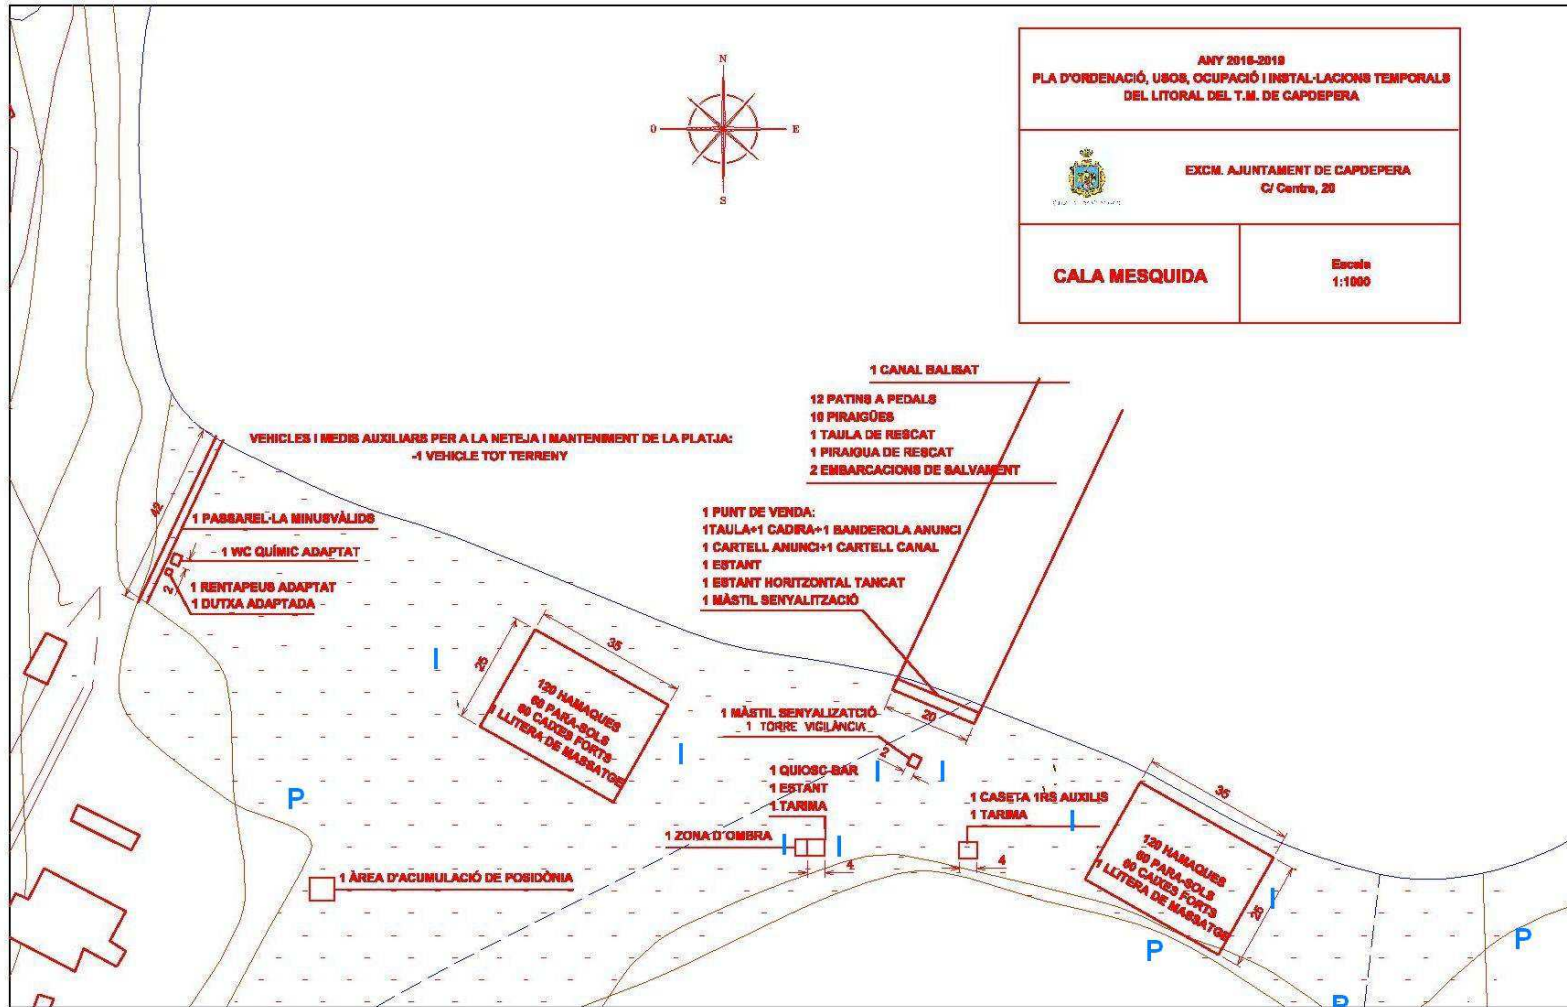 ANY 2016-2019
PLA D'ORDENACIÓ, USOS, OCUPACIÓ I INSTAL·LACIONS TEMPORALS
DEL LITORAL DEL T.M. DE CAPDEPERA
EXCM. AJUNTAMENT DE CAPDEPERA
C/ Centre, 20
CALA MESQUIDA
Escala
1:1000
N
O
E
S
1 CANAL BALISAT
12 PATINS A PEDALS
10 PIRAIGÜES
1 TAULA DE RESCAT
1 PIRAIGUA DE RESCAT
2 EMBARCACIONS DE SALVAMENT
VEHICLES I MEDIS AUXILIARS PER A LA NETEJA I MANTENIMENT DE LA PLATJA:
-1 VEHICLE TOT TERRENY
42
1 PASSAREL·LA MINUSVÀLIDS
1 WC QUÍMIC ADAPTAT
1 RENTAPEUS ADAPTAT
1 DUTXA ADAPTADA
2
1 PUNT DE VENDA:
1TAULA+1 CADIRA+1 BANDEROLA ANUNCI
1 CARTELL ANUNCI+1 CARTELL CANAL
1 ESTANT
1 ESTANT HORITZONTAL TANCAT
1 MÀSTIL SENYALITZACIÓ
35
25
120 HAMAQUES
60 PARA-SOLS
60 CAIXES FORTS
1 LLITERA DE MASSATGE
I
I
20
1 MÀSTIL SENYALIZATCIÓ
1 TORRE VIGILÀNCIA
2
I
I
1 QUIOSC-BAR
1 ESTANT
1 TARIMA
1 ZONA D'OMBRA
I
I
4
1 CASETA 1RS AUXILIS
1 TARIMA
I
4
35
25
120 HAMAQUES
60 PARA-SOLS
60 CAIXES FORTS
1 LLITERA DE MASSATGE
I
P
1 ÀREA D'ACUMULACIÓ DE POSIDÒNIA
P
P
P